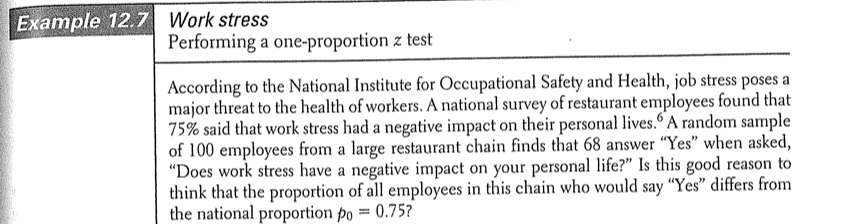 Example 12.7 Work stress
Performing a one-proportion z test
According to the National Institute for Occupational Safety and Health, job stress poses a
major threat to the health of workers. A national survey of restaurant employees found that
75% said that work stress had a negative impact on their personal lives.⁶ A random sample
of 100 employees from a large restaurant chain finds that 68 answer “Yes” when asked,
“Does work stress have a negative impact on your personal life?” Is this good reason to
think that the proportion of all employees in this chain who would say “Yes” differs from
the national proportion p₀ = 0.75?